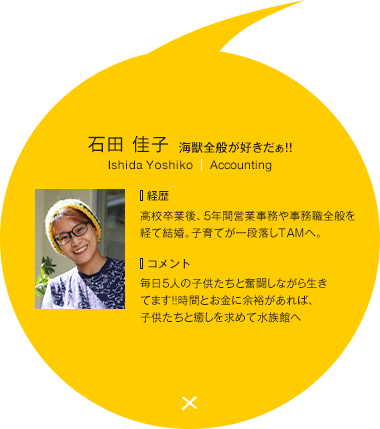 石田 佳子 海獣全般が好きだぁ!!
Ishida Yoshiko | Accounting
経歴
高校卒業後、5年間営業事務や事務職全般を
経て結婚。子育てが一段落しTAMへ。
コメント
毎日5人の子供たちと奮闘しながら生き
てます!!時間とお金に余裕があれば、
子供たちと癒しを求めて水族館へ